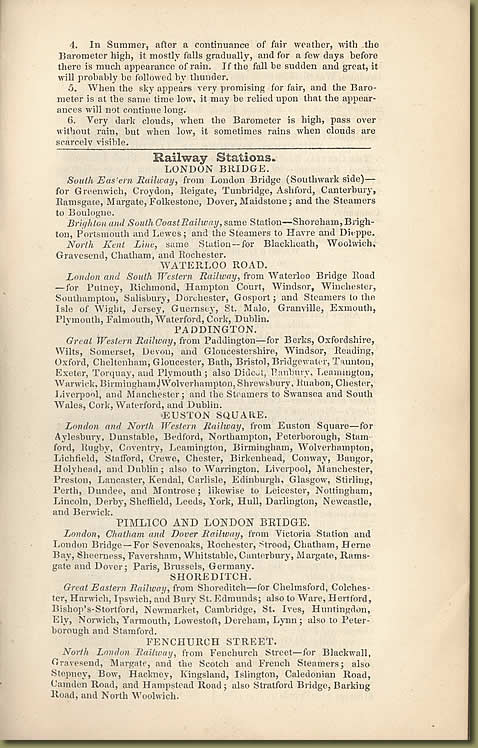 4. In Summer, after a continuance of fair weather, with the
Barometer high, it mostly falls gradually, and for a few days before
there is much appearance of rain. If the fall be sudden and great, it
will probably be followed by thunder.
5. When the sky appears very promising for fair, and the Baro-
meter is at the same time low, it may be relied upon that the appear-
ances will not continue long.
6. Very dark clouds, when the Barometer is high, pass over
without rain, but when low, it sometimes rains when clouds are
scarcely visible.
Railway Stations.
LONDON BRIDGE.
South Eas'ern Railway, from London Bridge (Southwark side)—
for Greenwich, Croydon, Reigate, Tunbridge, Ashford, Canterbury,
Ramsgate, Margate, Folkestone, Dover, Maidstone; and the Steamers
to Boulogne.
Brighton and South Coast Railway, same Station—Shoreham, Brigh-
ton, Portsmouth and Lewes; and the Steamers to Havre and Dieppe.
North Kent Line, same Station—for Blackheath, Woolwich,
Gravesend, Chatham, and Rochester.
WATERLOO ROAD.
London and South Western Railway, from Waterloo Bridge Road
—for Putney, Richmond, Hampton Court, Windsor, Winchester,
Southampton, Salisbury, Dorchester, Gosport; and Steamers to the
Isle of Wight, Jersey, Guernsey, St. Malo, Granville, Exmouth,
Plymouth, Falmouth, Waterford, Cork, Dublin.
PADDINGTON.
Great Western Railway, from Paddington—for Berks, Oxfordshire,
Wilts, Somerset, Devon, and Gloucestershire, Windsor, Reading,
Oxford, Cheltenham, Gloucester, Bath, Bristol, Bridgewater, Taunton,
Exeter, Torquay, and Plymouth; also Didcot, Banbury, Leamington,
Warwick, Birmingham, Wolverhampton, Shrewsbury, Ruabon, Chester,
Liverpool, and Manchester; and the Steamers to Swansea and South
Wales, Cork, Waterford, and Dublin.
EUSTON SQUARE.
London and North Western Railway, from Euston Square—for
Aylesbury, Dunstable, Bedford, Northampton, Peterborough, Stam-
ford, Rugby, Coventry, Leamington, Birmingham, Wolverhampton,
Lichfield, Stafford, Crewe, Chester, Birkenhead, Conway, Bangor,
Holyhead, and Dublin; also to Warrington, Liverpool, Manchester,
Preston, Lancaster, Kendal, Carlisle, Edinburgh, Glasgow, Stirling,
Perth, Dundee, and Montrose; likewise to Leicester, Nottingham,
Lincoln, Derby, Sheffield, Leeds, York, Hull, Darlington, Newcastle,
and Berwick.
PIMLICO AND LONDON BRIDGE.
London, Chatham and Dover Railway, from Victoria Station and
London Bridge—For Sevenoaks, Rochester, Strood, Chatham, Herne
Bay, Sheerness, Faversham, Whitstable, Canterbury, Margate, Rams-
gate and Dover; Paris, Brussels, Germany.
SHOREDITCH.
Great Eastern Railway, from Shoreditch—for Chelmsford, Colches-
ter, Harwich, Ipswich, and Bury St. Edmunds; also to Ware, Hertford,
Bishop's-Stortford, Newmarket, Cambridge, St. Ives, Huntingdon,
Ely, Norwich, Yarmouth, Lowestoft, Dereham, Lynn; also to Peter-
borough and Stamford.
FENCHURCH STREET.
North London Railway, from Fenchurch Street—for Blackwall,
Gravesend, Margate, and the Scotch and French Steamers; also
Stepney, Bow, Hackney, Kingsland, Islington, Caledonian Road,
Camden Road, and Hampstead Road; also Stratford Bridge, Barking
Road, and North Woolwich.